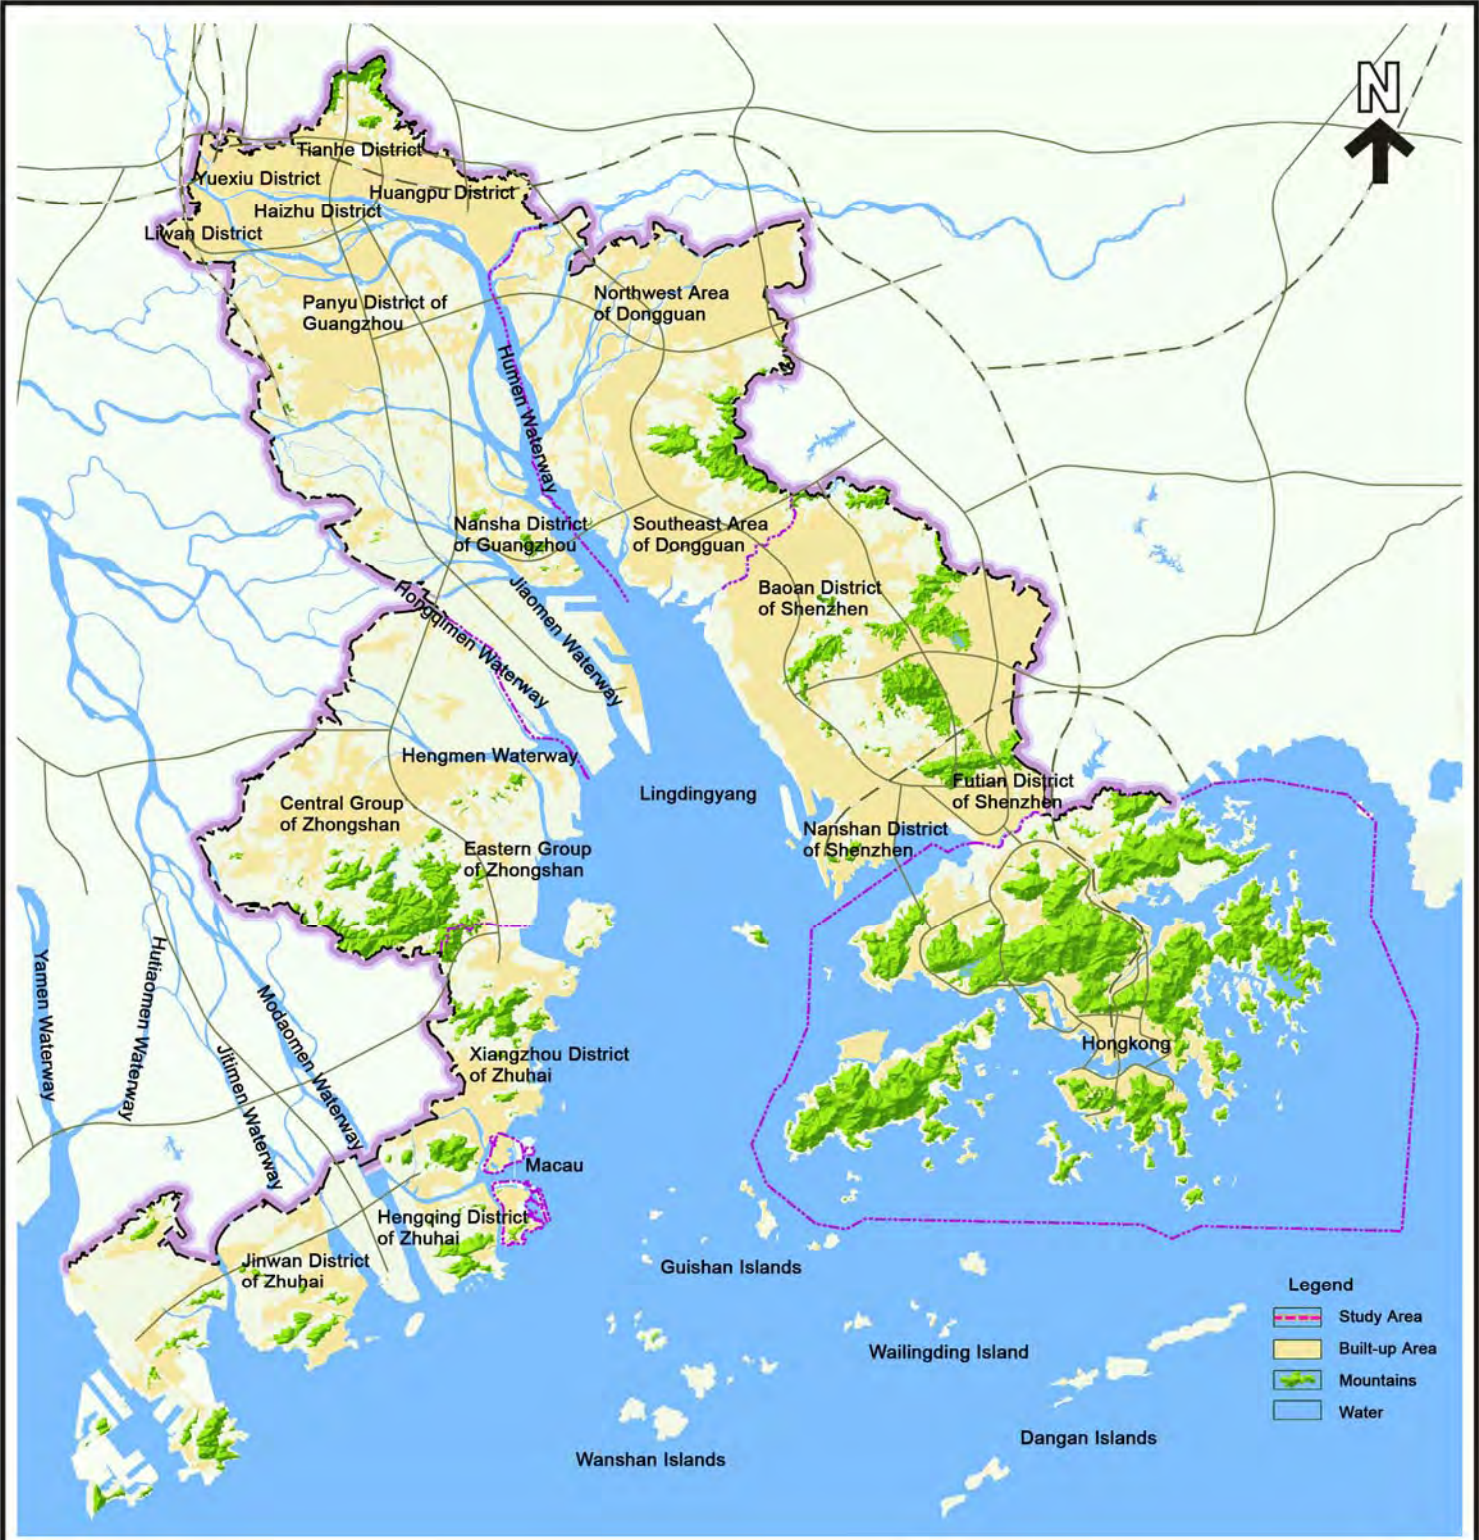 N
Tianhe District
Yuexiu District
Huangpu District
Haizhu District
Liwan District
Panyu District of
Guangzhou
Northwest Area
of Dongguan
Humen Waterway
Nansha District
of Guangzhou
Southeast Area
of Dongguan
Baoan District
of Shenzhen
Hongqimen Waterway
Jiaomen Waterway
Hengmen Waterway
Lingdingyang
Futian District
of Shenzhen
Central Group
of Zhongshan
Nanshan District
of Shenzhen
Eastern Group
of Zhongshan
Yamen Waterway
Hutiaomen Waterway
Modaomen Waterway
Jitimen Waterway
Xiangzhou District
of Zhuhai
Hongkong
Macau
Hengqing District
of Zhuhai
Jinwan District
of Zhuhai
Guishan Islands
Wailingding Island
Dangan Islands
Wanshan Islands
Legend
Study Area
Built-up Area
Mountains
Water